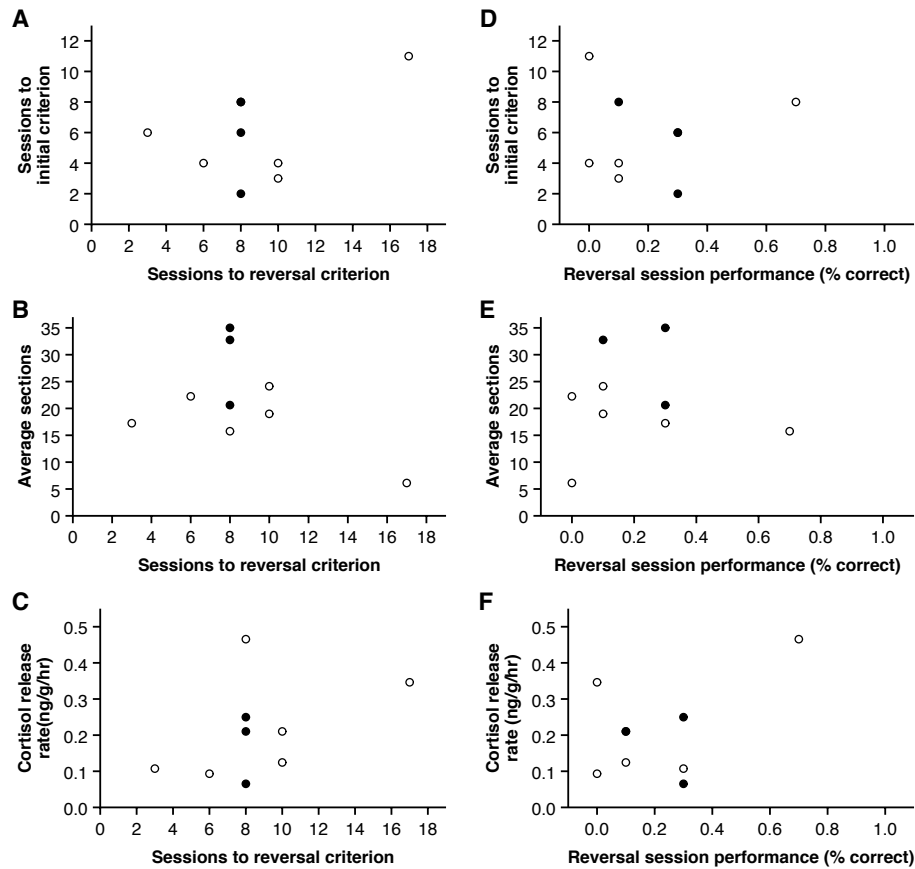 A
Sessions to
initial criterion
12
10
8
6
4
2
0
0 2 4 6 8 10 12 14 16 18
Sessions to reversal criterion
D
Sessions to
initial criterion
12
10
8
6
4
2
0
0.0 0.2 0.4 0.6 0.8 1.0
Reversal session performance (% correct)
B
Average sections
35
30
25
20
15
10
5
0
0 2 4 6 8 10 12 14 16 18
Sessions to reversal criterion
E
Average sections
35
30
25
20
15
10
5
0
0.0 0.2 0.4 0.6 0.8 1.0
Reversal session performance (% correct)
C
Cortisol release
rate(ng/g/hr)
0.5
0.4
0.3
0.2
0.1
0.0
0 2 4 6 8 10 12 14 16 18
Sessions to reversal criterion
F
Cortisol release
rate (ng/g/hr)
0.5
0.4
0.3
0.2
0.1
0.0
0.0 0.2 0.4 0.6 0.8 1.0
Reversal session performance (% correct)